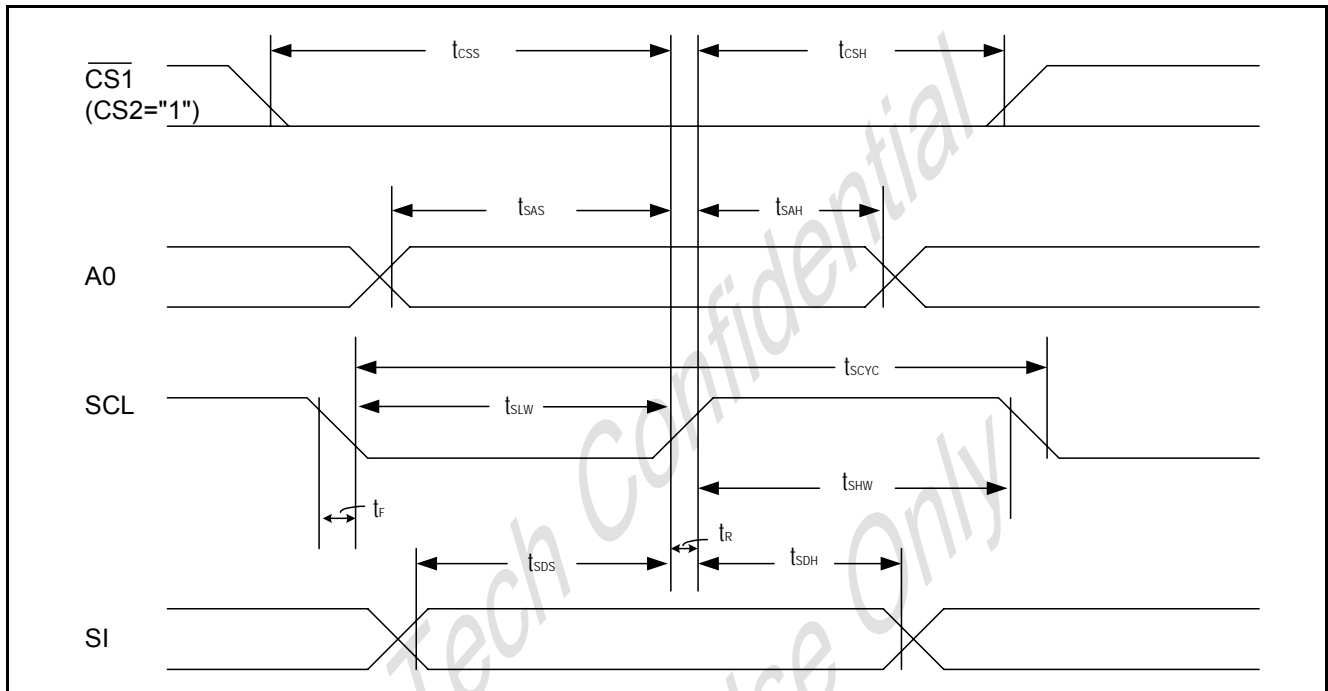 tCSS
tCSH
CS1
(CS2="1")
tSAS
tSAH
A0
tSCYC
SCL
tSLW
tSHW
tF
tR
tSDS
tSDH
SI
Tech Confidential
Only